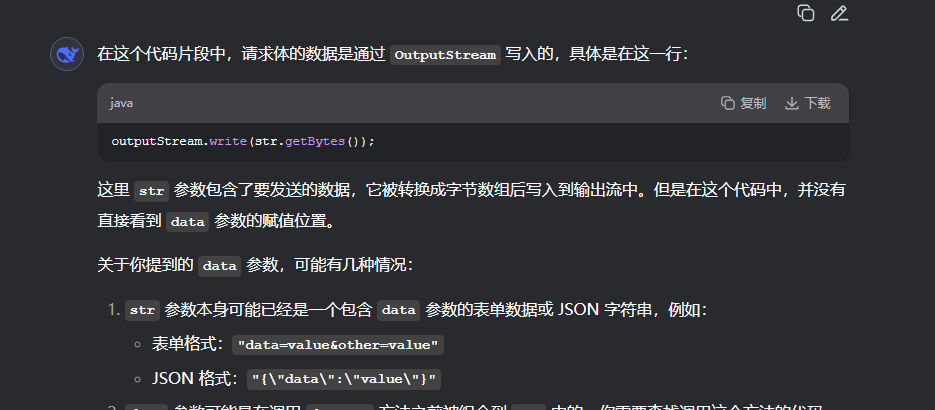 在这个代码片段中，请求体的数据是通过 OutputStream 写入的，具体是在这一行：
java
复制
下载
outputStream.write(str.getBytes());
这里 str 参数包含了要发送的数据，它被转换成字节数组后写入到输出流中。但是在这个代码中，并没有
直接看到 data 参数的赋值位置。
关于你提到的 data 参数，可能有几种情况：
1. str 参数本身可能已经是一个包含 data 参数的表单数据或 JSON 字符串，例如：
◦ 表单格式："data=value&other=value"
◦ JSON 格式："{\"data\":\"value\"}"